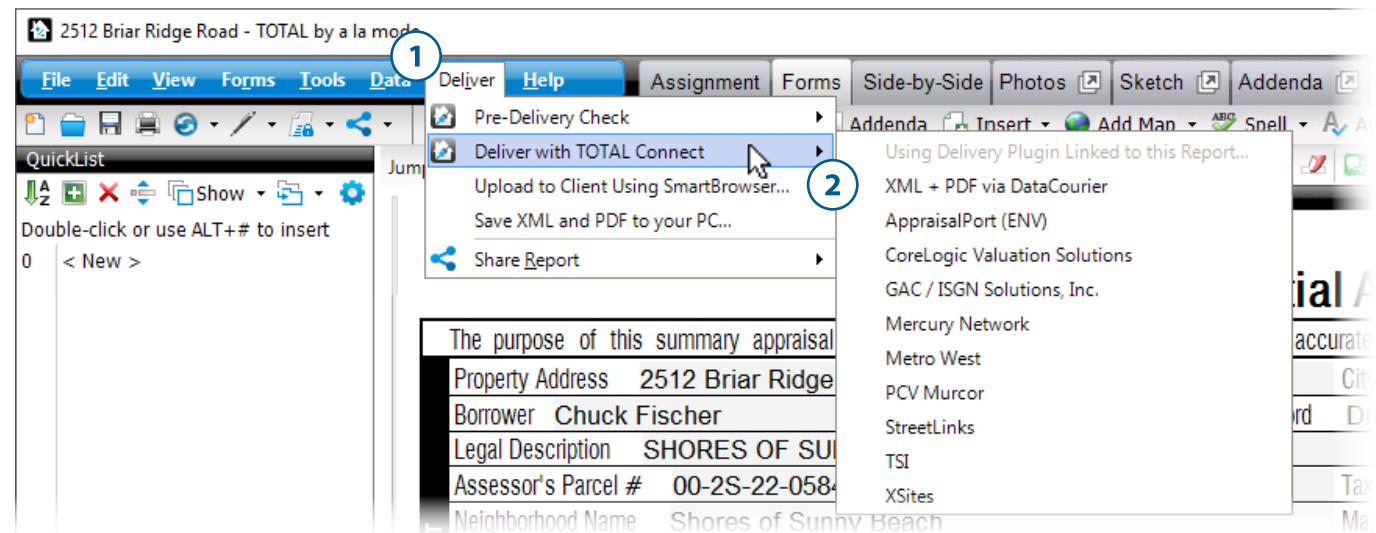 2512 Briar Ridge Road - TOTAL by a la mode
1
File Edit View Forms Tools Data Deliver Help Assignment Forms Side-by-Side Photos Sketch Addenda
Pre-Delivery Check
Addenda Insert Add Map ABC Spell
QuickList
Deliver with TOTAL Connect
Using Delivery Plugin Linked to this Report...
Show
Upload to Client Using SmartBrowser...
2
XML + PDF via DataCourier
Double-click or use ALT+# to insert
Save XML and PDF to your PC...
AppraisalPort (ENV)
0 < New >
Share Report
CoreLogic Valuation Solutions
GAC / ISGN Solutions, Inc.
Mercury Network
Metro West
PCV Murcor
StreetLinks
TSI
XSites
The purpose of this summary appraisal
Property Address 2512 Briar Ridge
Borrower Chuck Fischer
Legal Description SHORES OF
Assessor's Parcel # 00-2S-22-0584
Neighborhood Name Shores of Sunny Beach